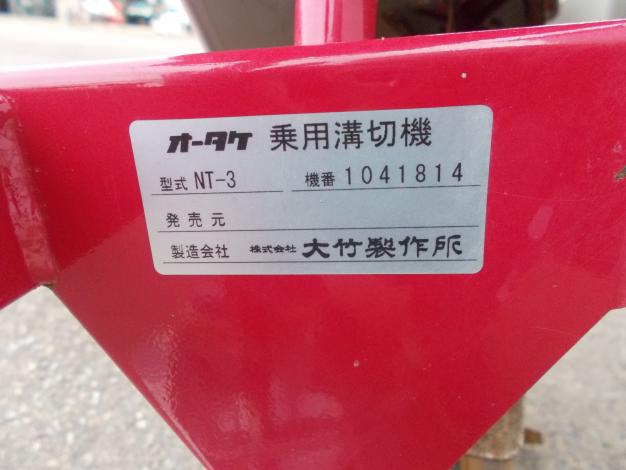 オータケ 乗用溝切機
型式 NT-3 機番 1041814
発売元
製造会社 株式会社 大竹製作所